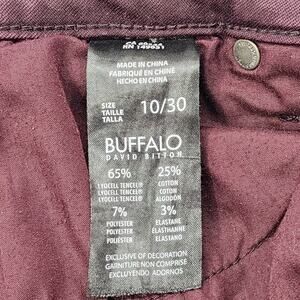 MADE IN CHINA
FABRIQUÉ EN CHINE
HECHO EN CHINA
SIZE
TAILLE
TALLA
10/30
BUFFALO
DAVID BITTON
65% 25%
LYOCELL TENCEL® COTTON
LYOCELL TENCEL® COTON
LYOCELL TENCEL® ALGODÓN
7% 3%
POLYESTER ELASTANE
POLYESTER ÉLASTHANNE
POLIÉSTER ELASTANO
EXCLUSIVE OF DECORATION
GARNITURE NON COMPRISE
EXCLUYENDO ADORNOS